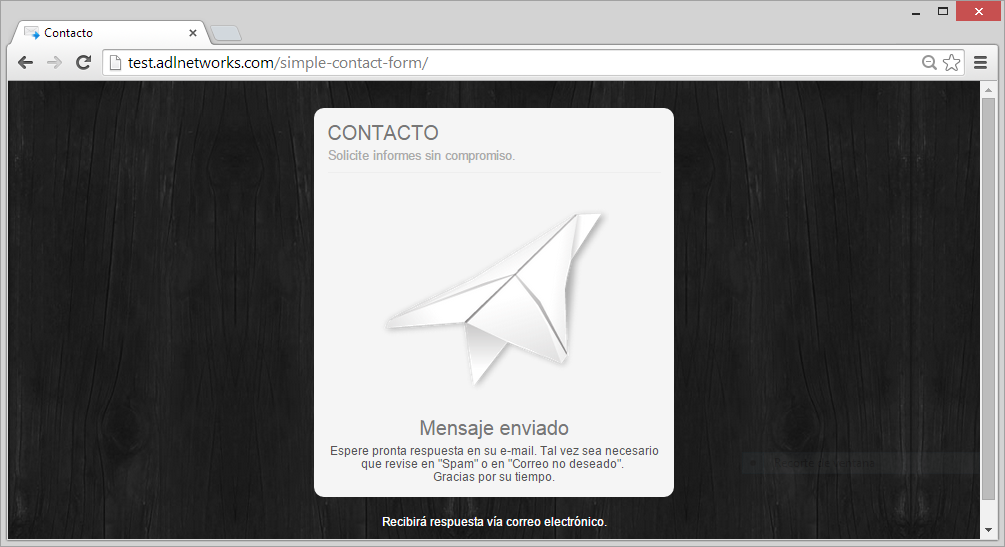 Contacto
test.adlnetworks.com/simple-contact-form/
CONTACTO
Solicite informes sin compromiso.
Mensaje enviado
Espere pronta respuesta en su e-mail. Tal vez sea necesario
que revise en "Spam" o en "Correo no deseado".
Gracias por su tiempo.
Recibirá respuesta vía correo electrónico.